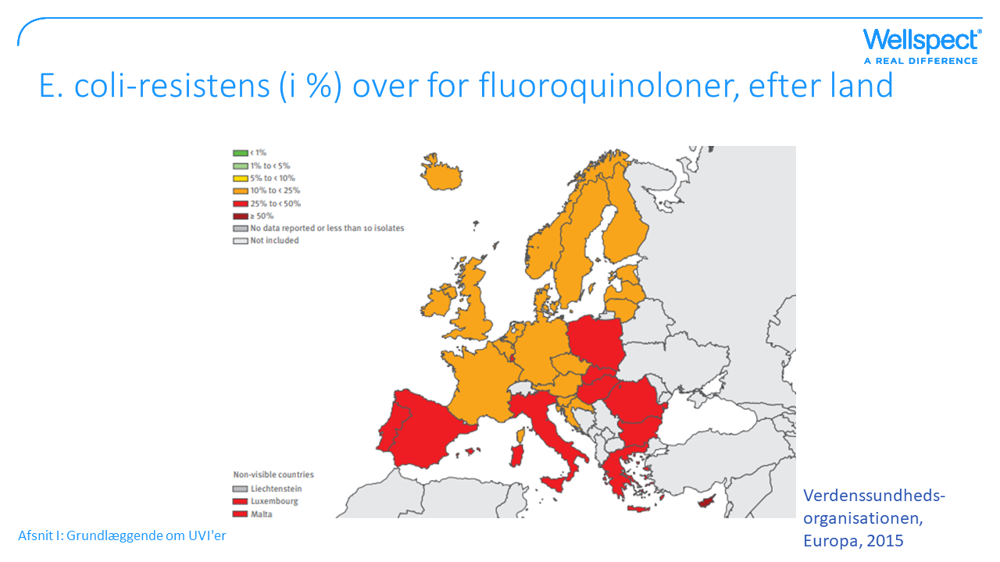 Wellspect®
A REAL DIFFERENCE
E. coli-resistens (i %) over for fluoroquinoloner, efter land
< 1%
1% to < 5%
5% to < 10%
10% to < 25%
25% to < 50%
≥ 50%
No data reported or less than 10 isolates
Not included
Non-visible countries
Liechtenstein
Luxembourg
Malta
Verdenssundheds-
organisationen,
Europa, 2015
Afsnit I: Grundlæggende om UVI'er